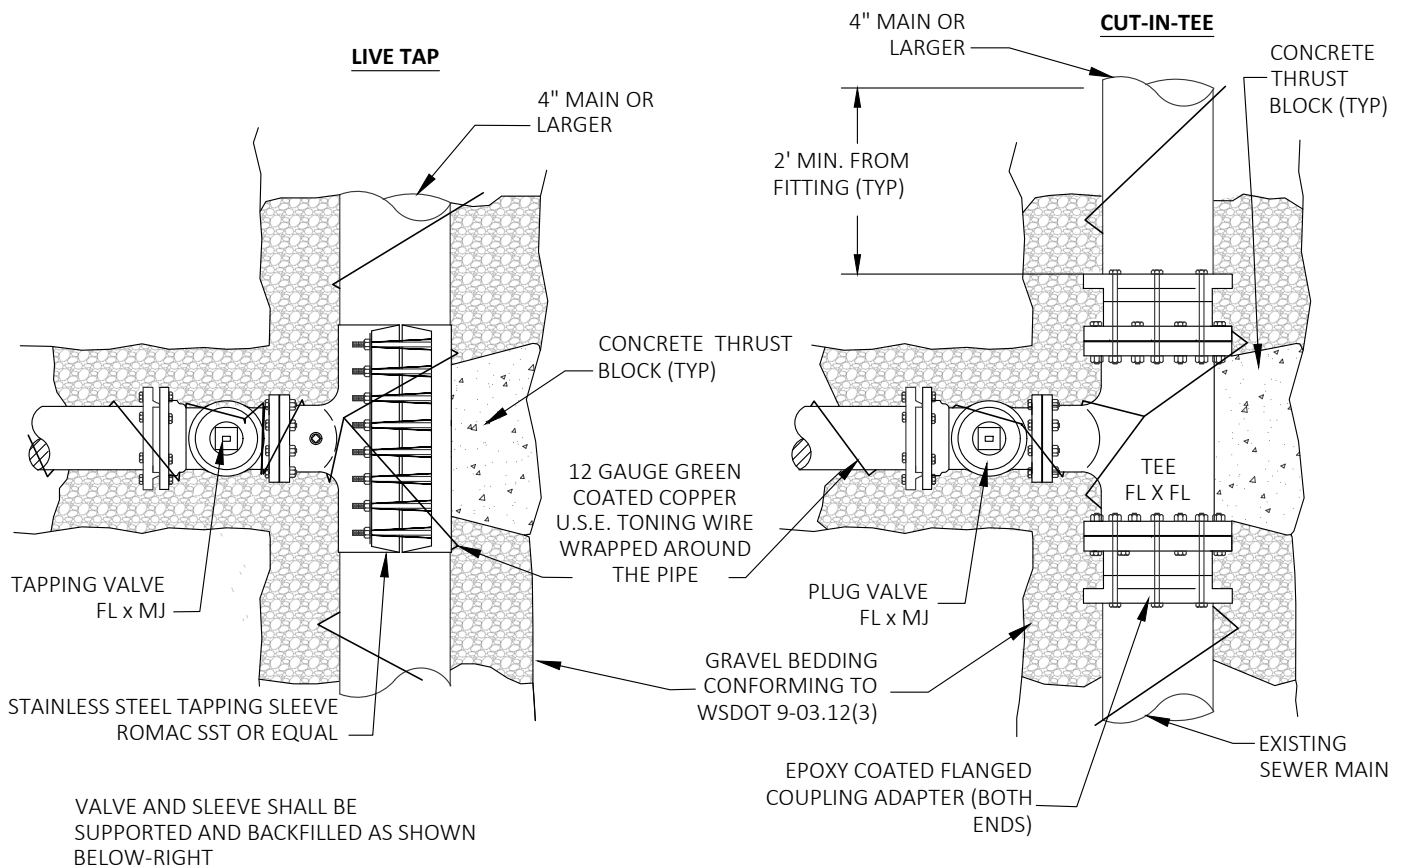 LIVE TAP
4" MAIN OR
LARGER
CONCRETE THRUST
BLOCK (TYP)
12 GAUGE GREEN
COATED COPPER
U.S.E. TONING WIRE
WRAPPED AROUND
THE PIPE
TAPPING VALVE
FL x MJ
STAINLESS STEEL TAPPING SLEEVE
ROMAC SST OR EQUAL
GRAVEL BEDDING
CONFORMING TO
WSDOT 9-03.12(3)
VALVE AND SLEEVE SHALL BE
SUPPORTED AND BACKFILLED AS SHOWN
BELOW-RIGHT
CUT-IN-TEE
4" MAIN OR
LARGER
CONCRETE
THRUST
BLOCK (TYP)
2' MIN. FROM
FITTING (TYP)
TEE
FL X FL
PLUG VALVE
FL x MJ
EXISTING
SEWER MAIN
EPOXY COATED FLANGED
COUPLING ADAPTER (BOTH
ENDS)